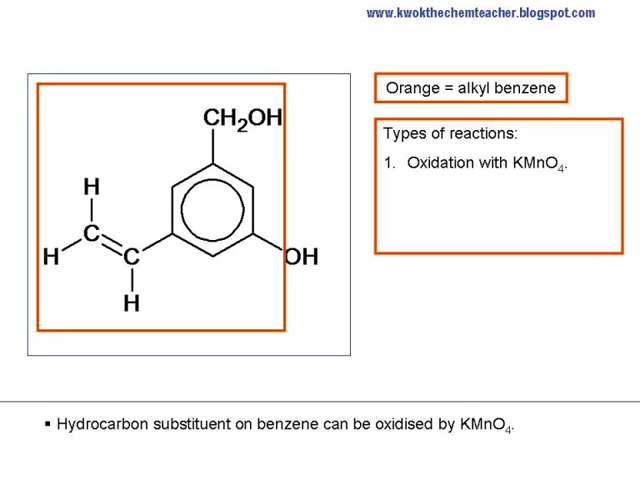 www.kwokthechemteacher.blogspot.com
Orange = alkyl benzene
CH₂OH
Types of reactions:
1. Oxidation with KMnO₄.
H
C
H
C
OH
H
▪ Hydrocarbon substituent on benzene can be oxidised by KMnO₄.